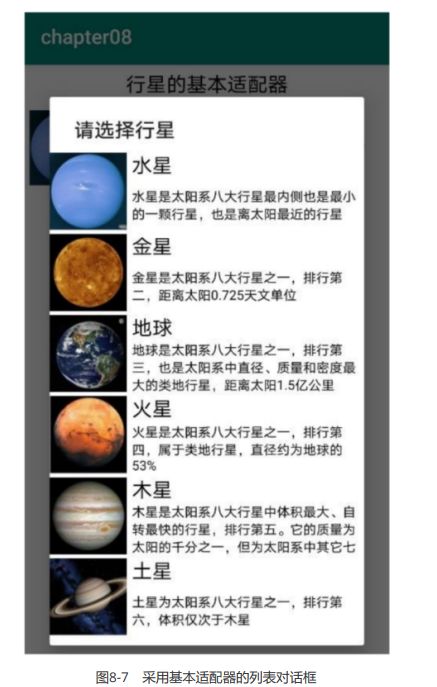 chapter08
行星的基本适配器
请选择行星
水星
水星是太阳系八大行星最内侧也是最小
的一颗行星，也是离太阳最近的行星
金星
金星是太阳系八大行星之一，排行第
二，距离太阳0.725天文单位
地球
地球是太阳系八大行星之一，排行第
三，也是太阳系中直径、质量和密度最
大的类地行星，距离太阳1.5亿公里
火星
火星是太阳系八大行星之一，排行第
四，属于类地行星，直径约为地球的
53%
木星
木星是太阳系八大行星中体积最大、自
转最快的行星，排行第五。它的质量为
太阳的千分之一，但为太阳系中其它七
土星
土星为太阳系八大行星之一，排行第
六，体积仅次于木星
图8-7 采用基本适配器的列表对话框